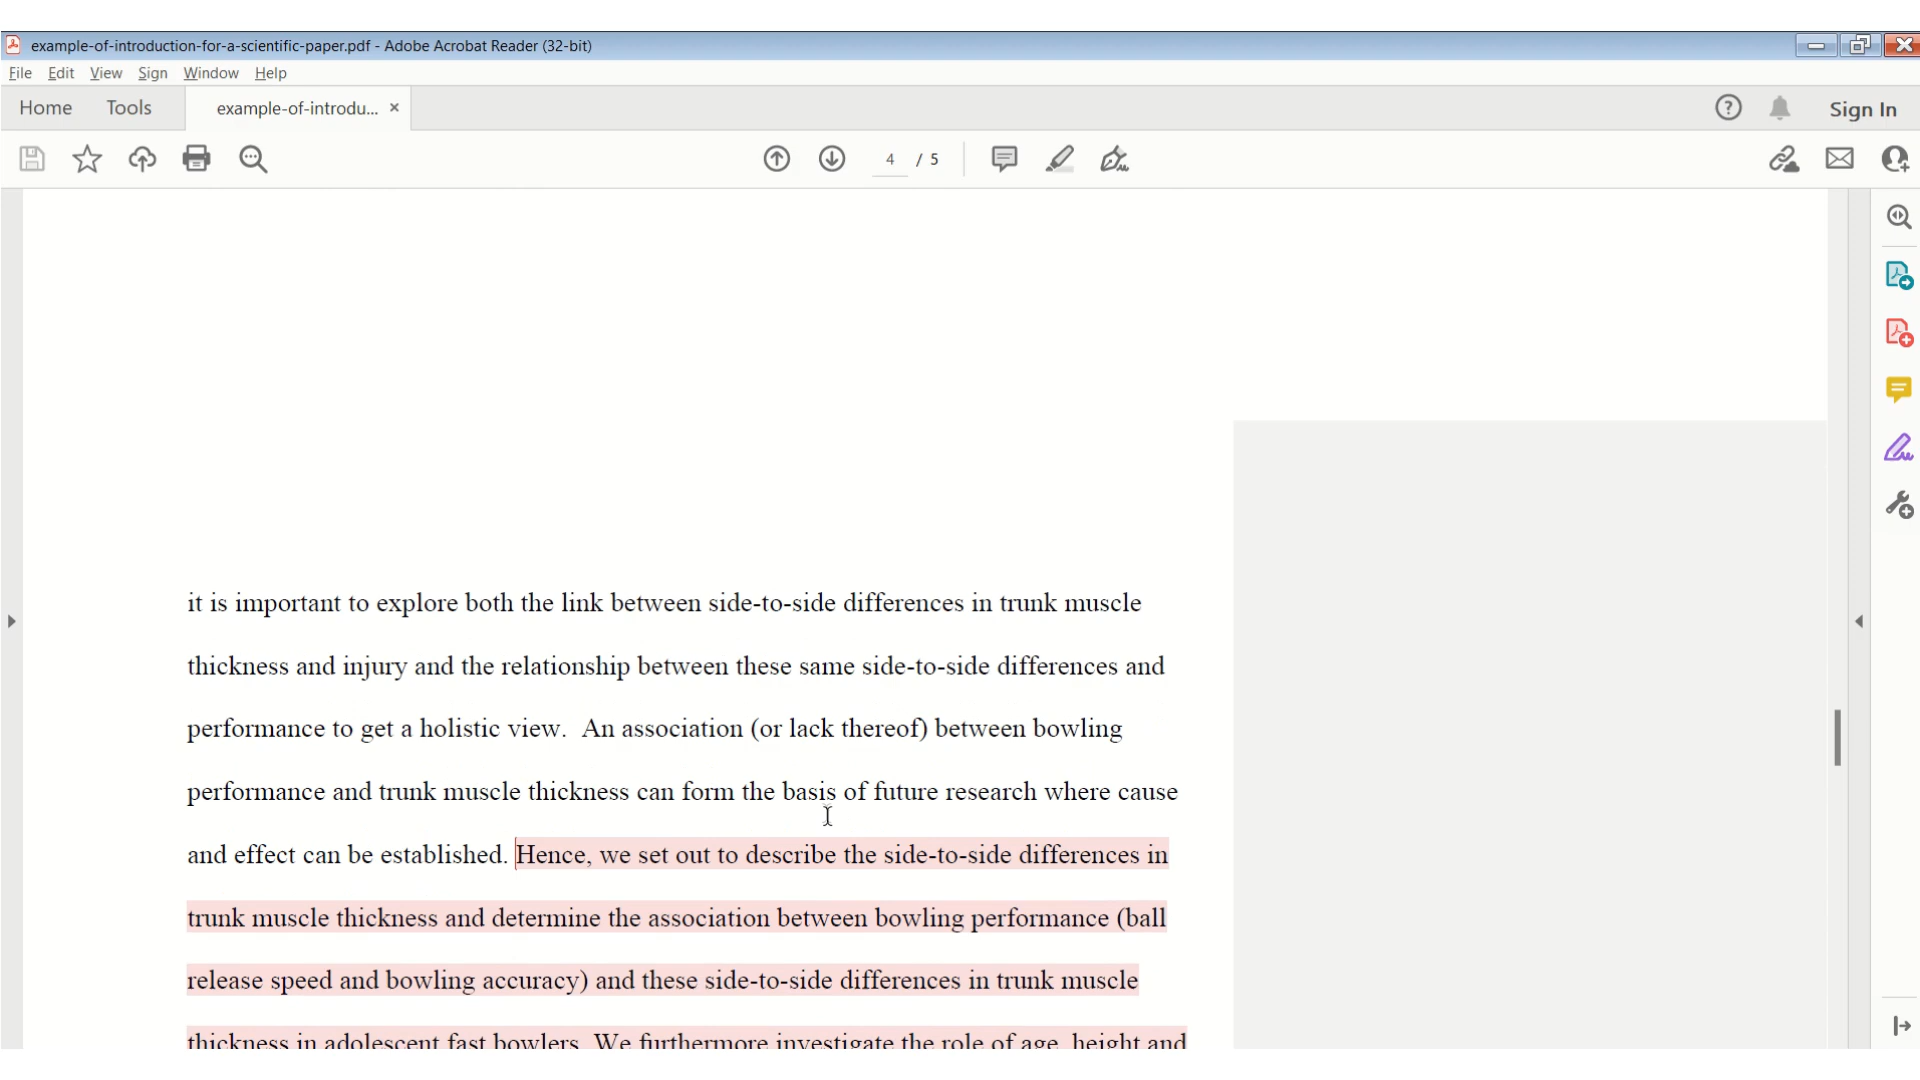 example-of-introduction-for-a-scientific-paper.pdf - Adobe Acrobat Reader (32-bit)
File Edit View Sign Window Help
Home Tools example-of-introdu... × Sign In
4 / 5
it is important to explore both the link between side-to-side differences in trunk muscle
thickness and injury and the relationship between these same side-to-side differences and
performance to get a holistic view.  An association (or lack thereof) between bowling
performance and trunk muscle thickness can form the basis of future research where cause
and effect can be established. Hence, we set out to describe the side-to-side differences in
trunk muscle thickness and determine the association between bowling performance (ball
release speed and bowling accuracy) and these side-to-side differences in trunk muscle
thickness in adolescent fast bowlers.  We furthermore investigate the role of age, height and